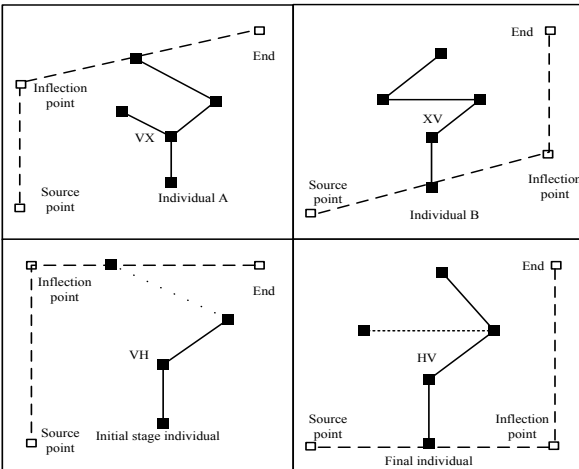 End
Inflection
point
VX
Source
point
Individual A
End
XV
Source
point
Inflection
point
Individual B
Inflection
point
End
VH
Source
point
Initial stage individual
End
HV
Source
point
Inflection
point
Final individual